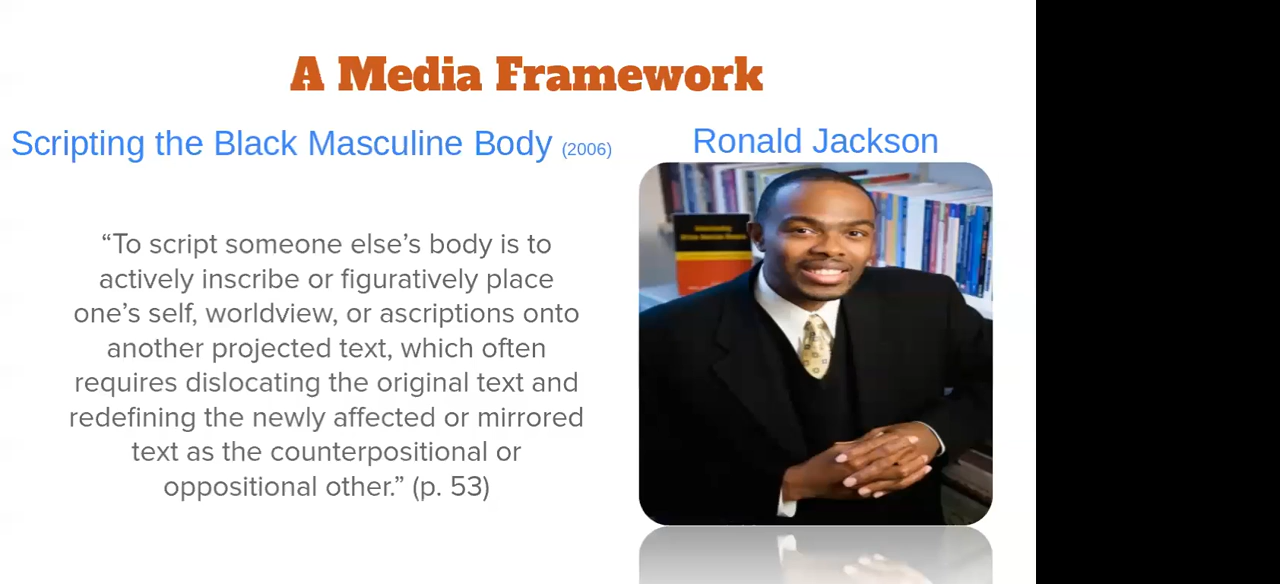 A Media Framework
Scripting the Black Masculine Body (2006)
Ronald Jackson
“To script someone else’s body is to
actively inscribe or figuratively place
one’s self, worldview, or ascriptions onto
another projected text, which often
requires dislocating the original text and
redefining the newly affected or mirrored
text as the counterpositional or
oppositional other.” (p. 53)